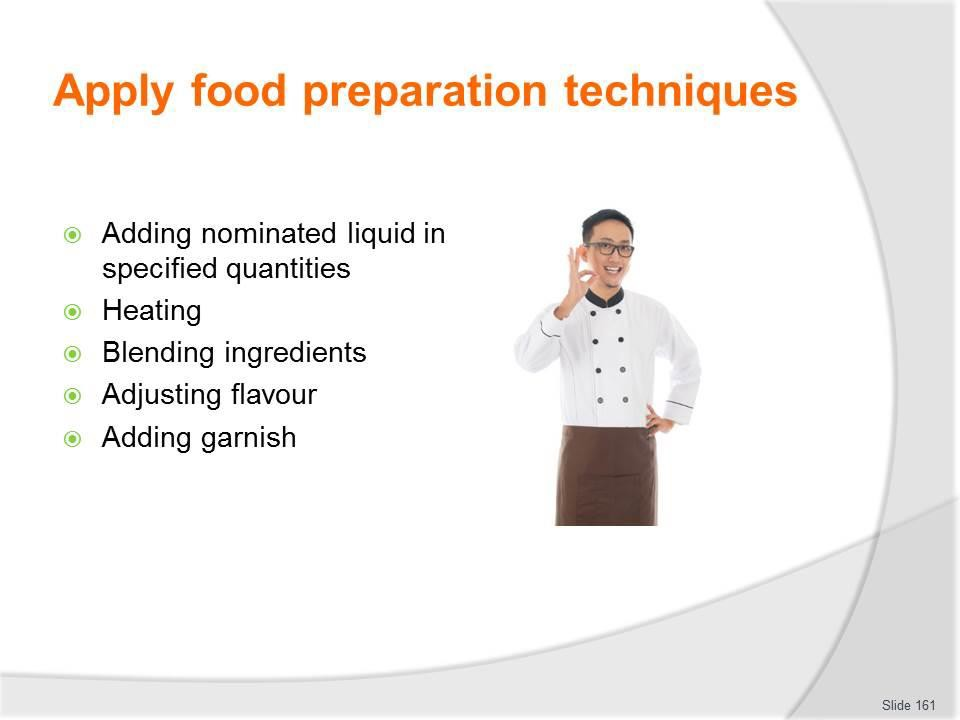 Apply food preparation techniques
Adding nominated liquid in
specified quantities
Heating
Blending ingredients
Adjusting flavour
Adding garnish
Slide 161